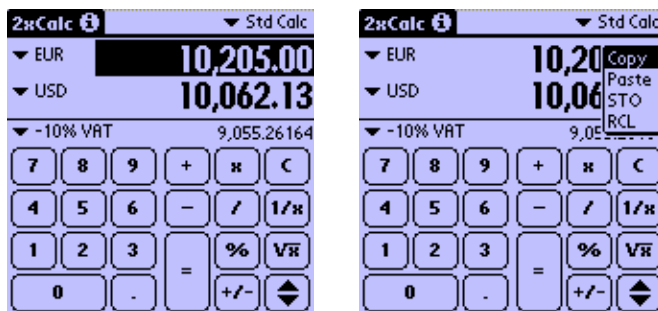 2xCalc i Std Calc
EUR 10,205.00
USD 10,062.13
-10% VAT 9,055.26164
7 8 9 + x C
4 5 6 - / 1/x
1 2 3 = % √x
0 . +/-
2xCalc i Std Calc
EUR 10,20
USD 10,06
Copy
Paste
STO
RCL
-10% VAT
7 8 9 + x C
4 5 6 - / 1/x
1 2 3 = % √x
0 . +/-